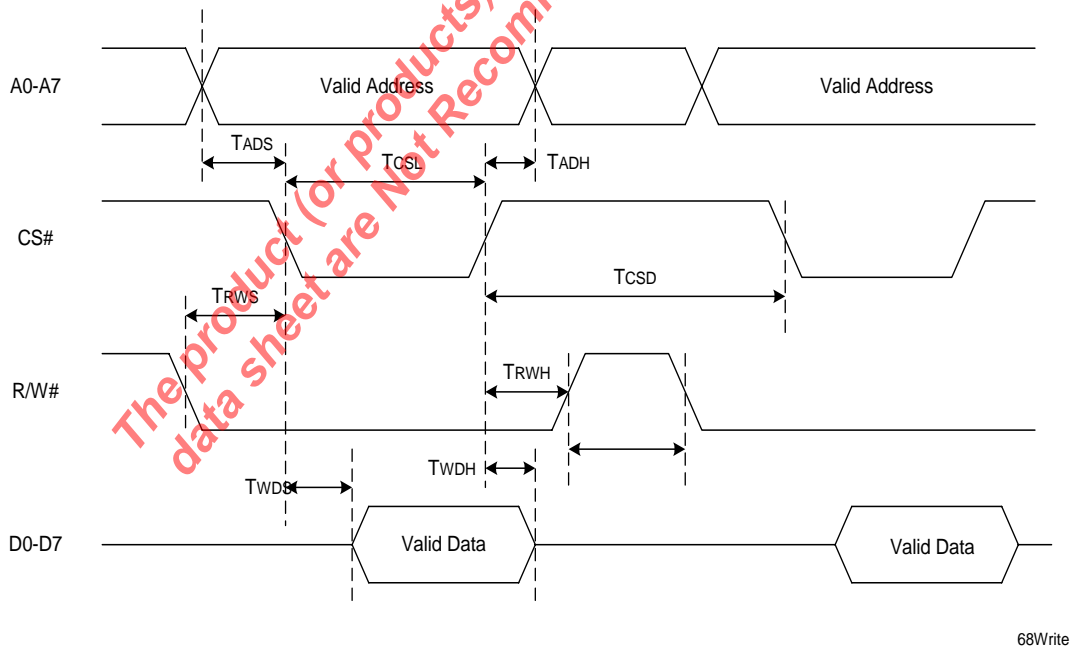 A0-A7
Valid Address
Valid Address
TADS
TCSL
TADH
CS#
TCSD
TRWS
R/W#
TRWH
TWDS
TWDH
D0-D7
Valid Data
Valid Data
68Write
The product (or products)
data sheet are Not